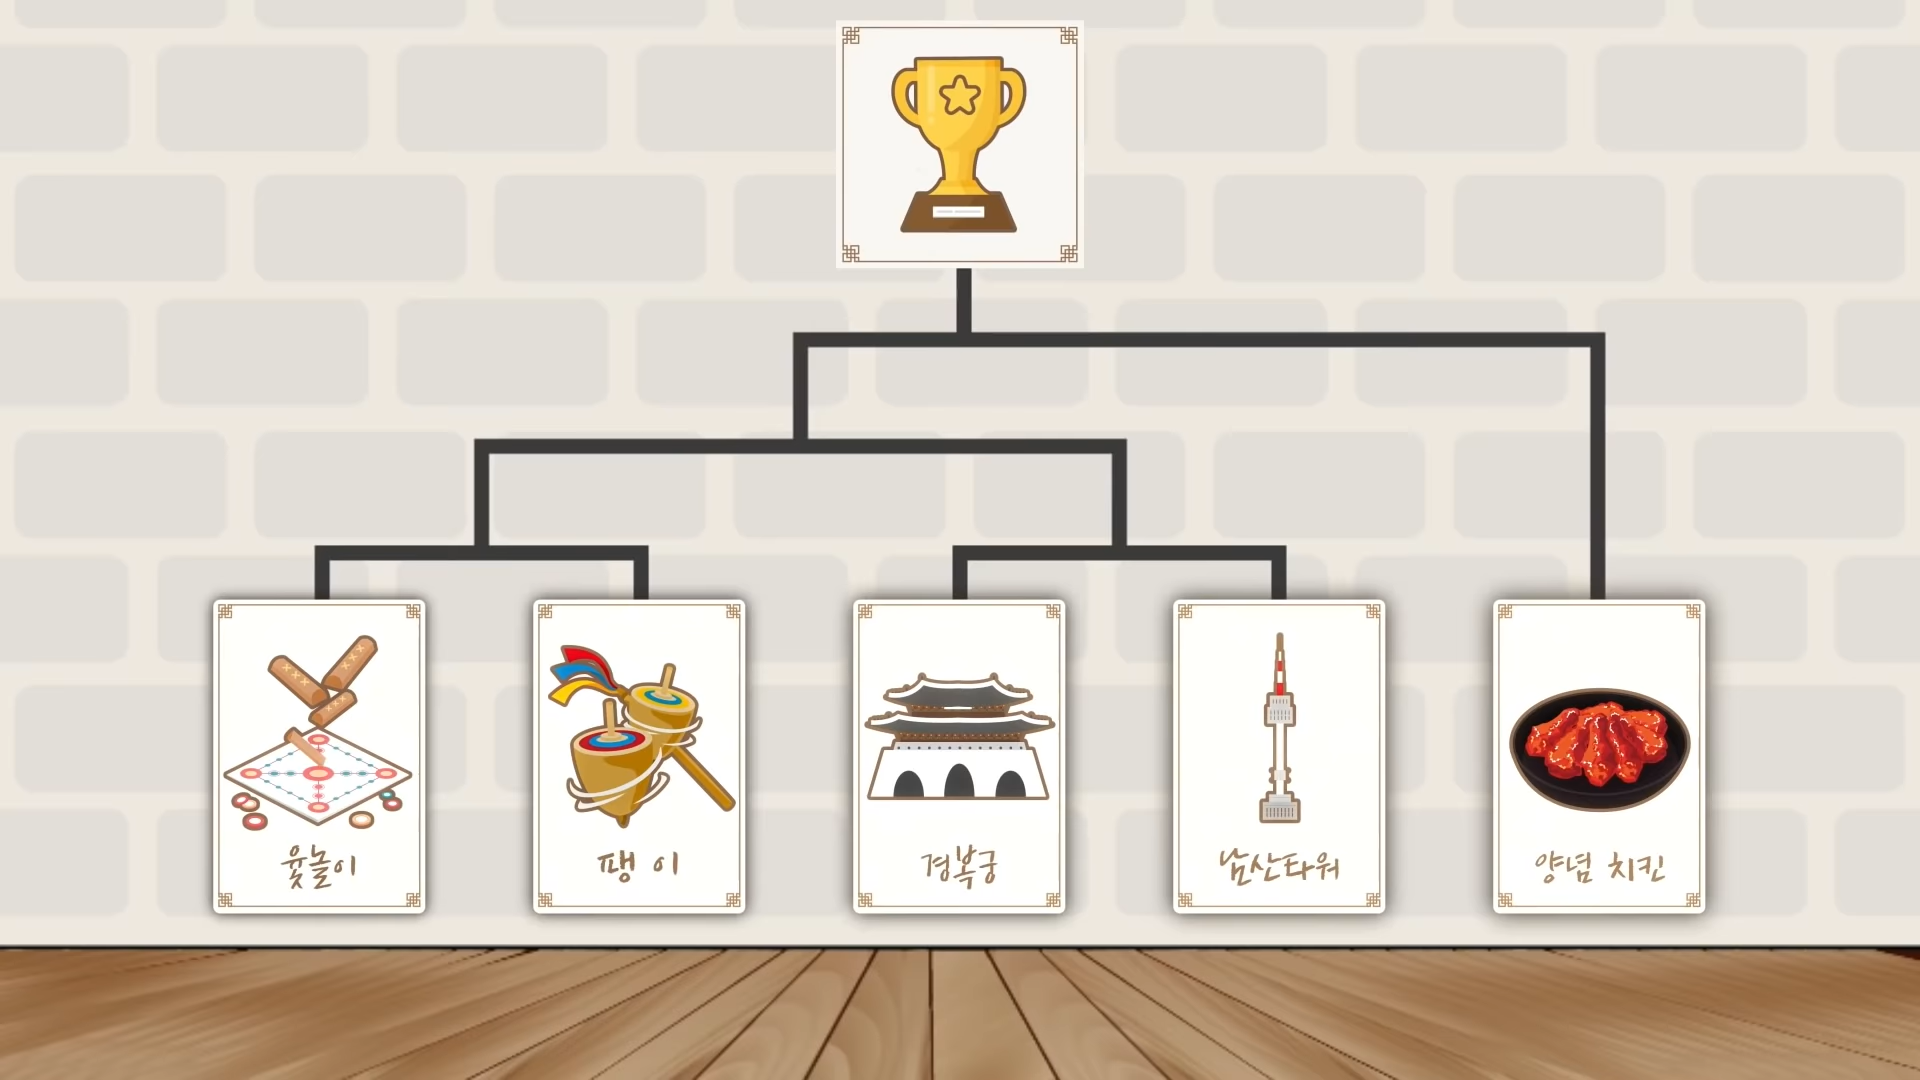 윷놀이
팽이
경복궁
남산타워
양념 치킨